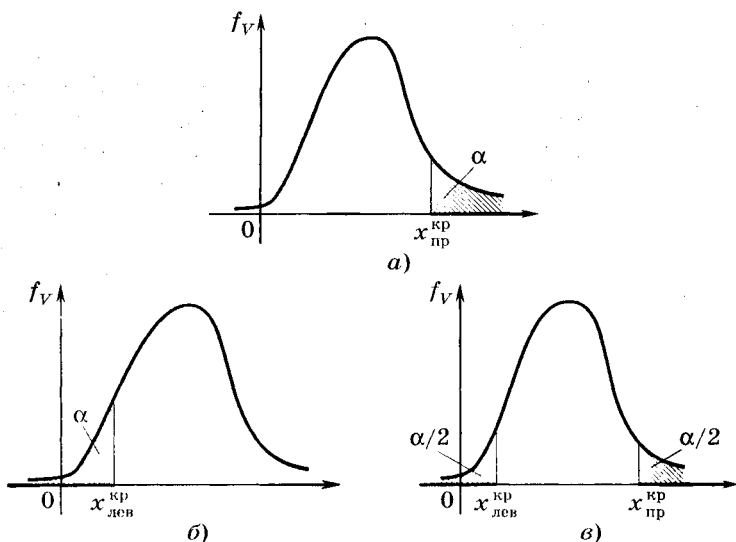 f_V
α
0
x_пр^кр
а)
f_V
α
0
x_лев^кр
б)
f_V
α/2
α/2
0
x_лев^кр
x_пр^кр
в)